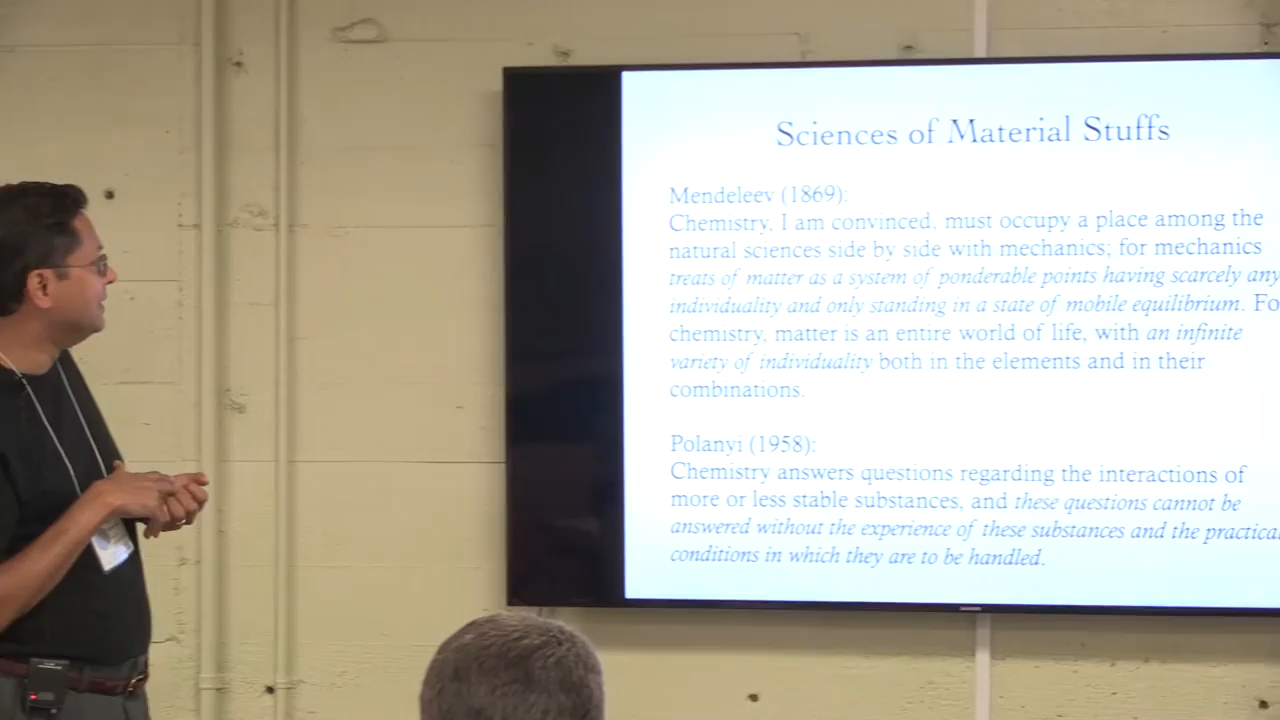 Sciences of Material Stuffs
Mendeleev (1869):
Chemistry, I am convinced, must occupy a place among the
natural sciences side by side with mechanics; for mechanics
treats of matter as a system of ponderable points having scarcely any
individuality and only standing in a state of mobile equilibrium. Fo
chemistry, matter is an entire world of life, with an infinite
variety of individuality both in the elements and in their
combinations.
Polanyi (1958):
Chemistry answers questions regarding the interactions of
more or less stable substances, and these questions cannot be
answered without the experience of these substances and the practica
conditions in which they are to be handled.